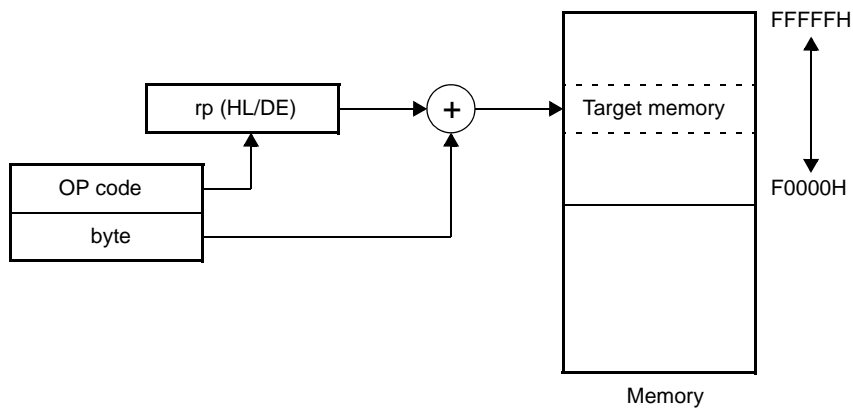 FFFFFH
rp (HL/DE)
+
Target memory
OP code
F0000H
byte
Memory